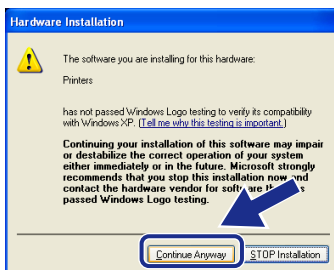 Hardware Installation
The software you are installing for this hardware:
Printers
has not passed Windows Logo testing to verify its compatibility
with Windows XP. (Tell me why this testing is important.)
Continuing your installation of this software may impair
or destabilize the correct operation of your system
either immediately or in the future. Microsoft strongly
recommends that you stop this installation now and
contact the hardware vendor for software
passed Windows Logo testing.
Continue Anyway
STOP Installation